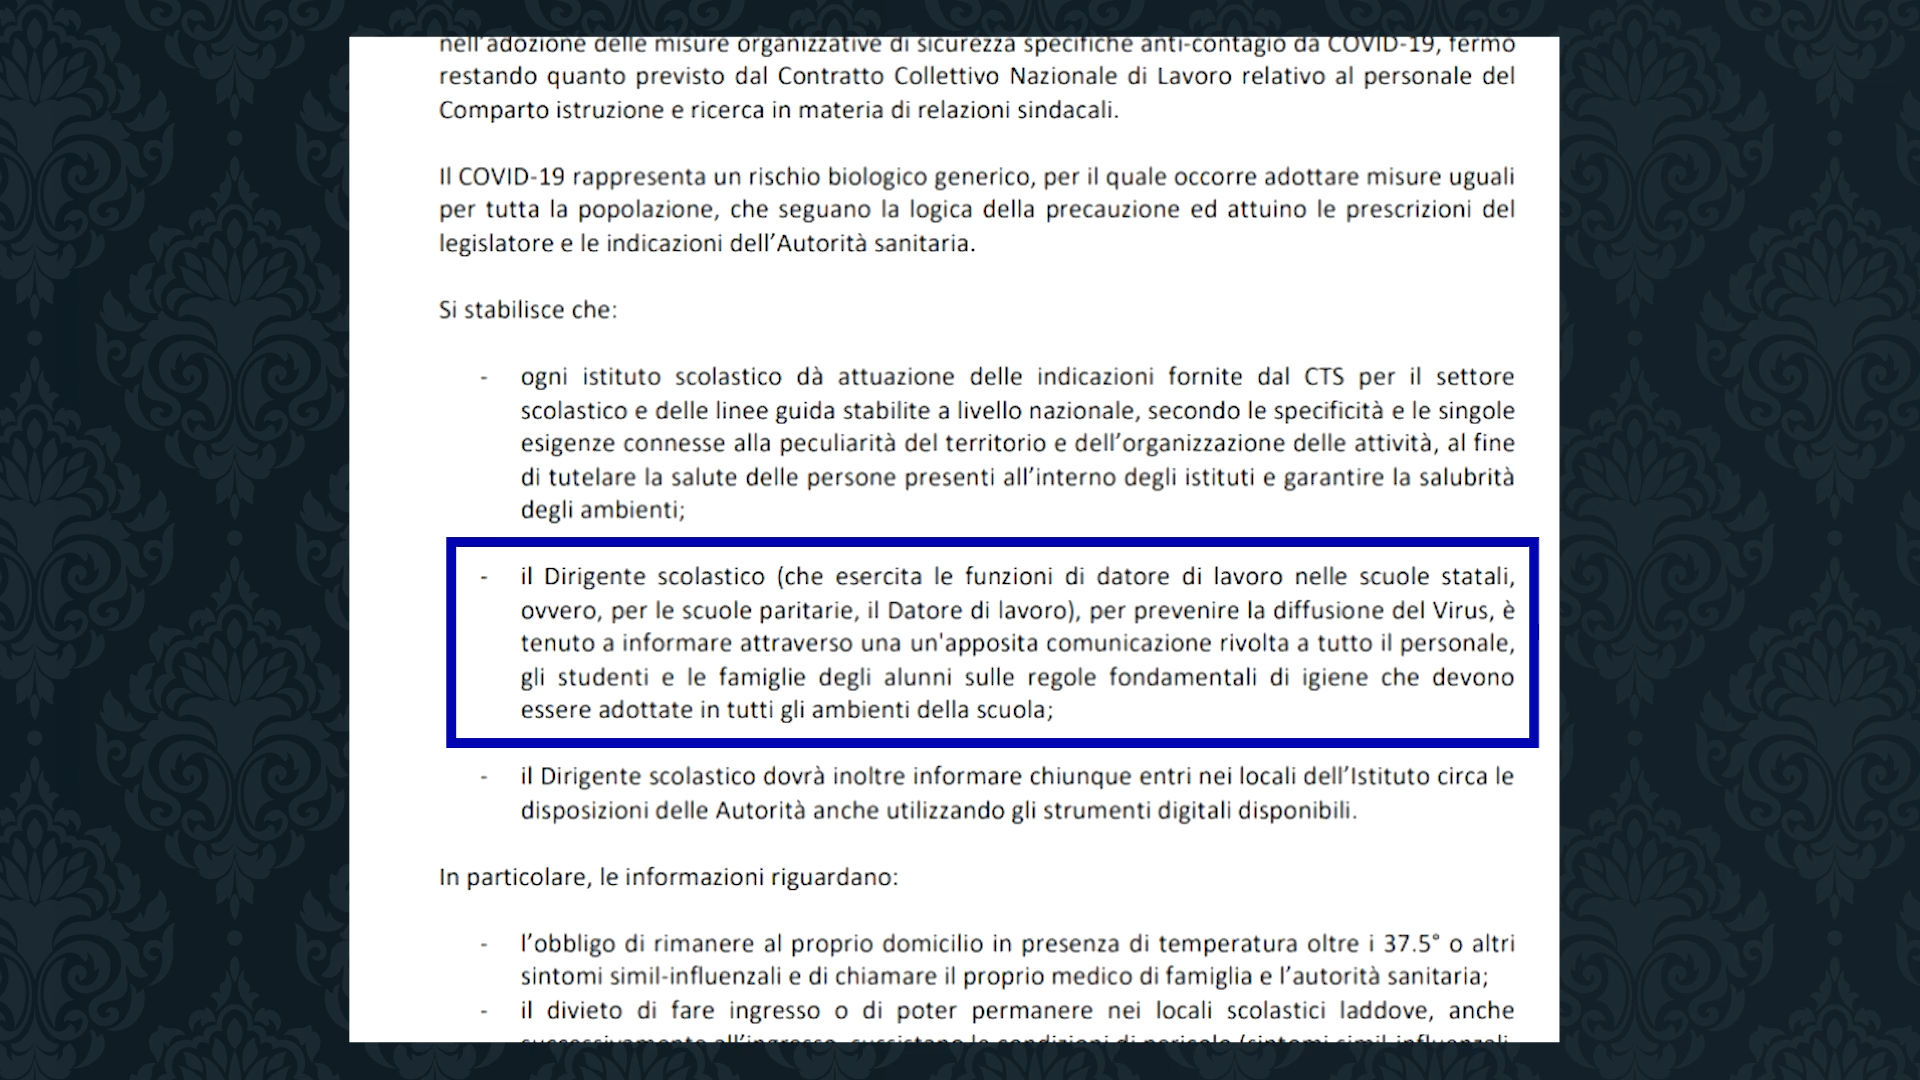 nell'adozione delle misure organizzative di sicurezza specifiche anti-contagio da COVID-19, fermo
restando quanto previsto dal Contratto Collettivo Nazionale di Lavoro relativo al personale del
Comparto istruzione e ricerca in materia di relazioni sindacali.
Il COVID-19 rappresenta un rischio biologico generico, per il quale occorre adottare misure uguali
per tutta la popolazione, che seguano la logica della precauzione ed attuino le prescrizioni del
legislatore e le indicazioni dell'Autorità sanitaria.
Si stabilisce che:
- ogni istituto scolastico dà attuazione delle indicazioni fornite dal CTS per il settore
scolastico e delle linee guida stabilite a livello nazionale, secondo le specificità e le singole
esigenze connesse alla peculiarità del territorio e dell'organizzazione delle attività, al fine
di tutelare la salute delle persone presenti all'interno degli istituti e garantire la salubrità
degli ambienti;
- il Dirigente scolastico (che esercita le funzioni di datore di lavoro nelle scuole statali,
ovvero, per le scuole paritarie, il Datore di lavoro), per prevenire la diffusione del Virus, è
tenuto a informare attraverso una un'apposita comunicazione rivolta a tutto il personale,
gli studenti e le famiglie degli alunni sulle regole fondamentali di igiene che devono
essere adottate in tutti gli ambienti della scuola;
- il Dirigente scolastico dovrà inoltre informare chiunque entri nei locali dell'Istituto circa le
disposizioni delle Autorità anche utilizzando gli strumenti digitali disponibili.
In particolare, le informazioni riguardano:
- l'obbligo di rimanere al proprio domicilio in presenza di temperatura oltre i 37.5° o altri
sintomi simil-influenzali e di chiamare il proprio medico di famiglia e l'autorità sanitaria;
- il divieto di fare ingresso o di poter permanere nei locali scolastici laddove, anche
successivamente all'ingresso, sussistano le condizioni di pericolo (sintomi simil-influenzali,